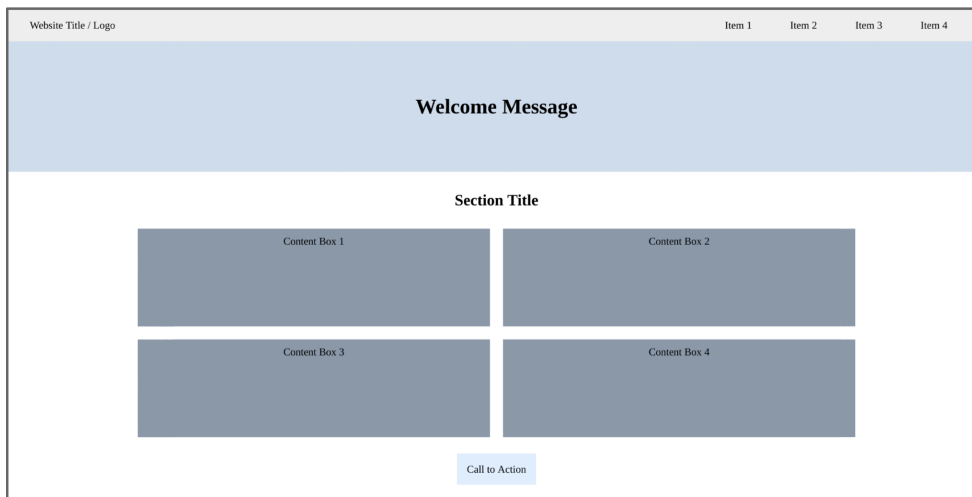 Website Title / Logo
Item 1
Item 2
Item 3
Item 4
Welcome Message
Section Title
Content Box 1
Content Box 2
Content Box 3
Content Box 4
Call to Action